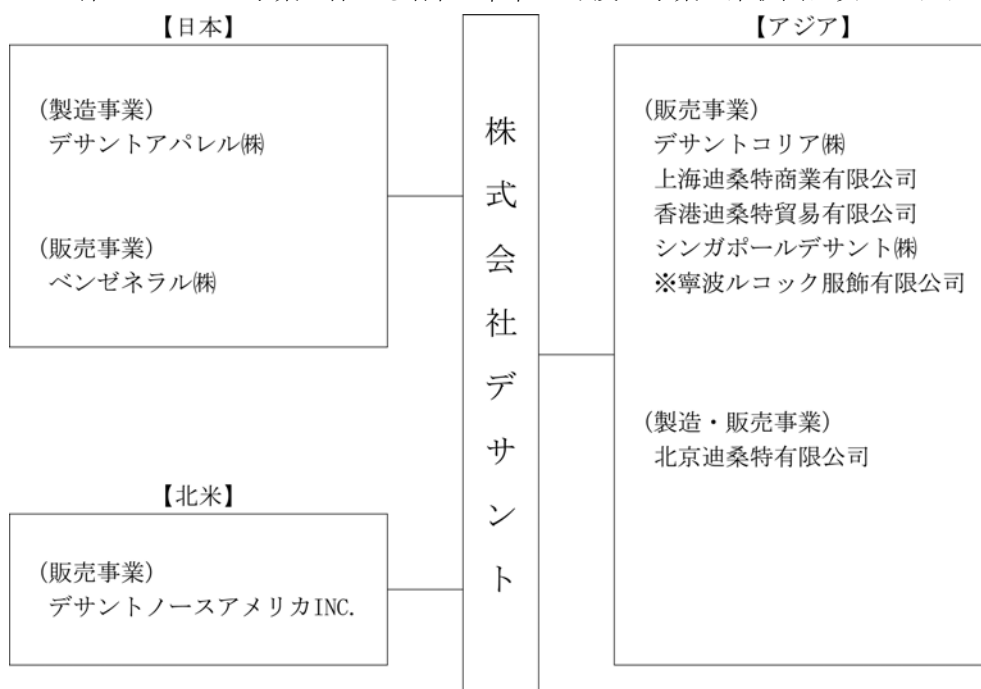 【日本】
(製造事業)
デサントアパレル㈱
(販売事業)
ベンゼネラル㈱
【北米】
(販売事業)
デサントノースアメリカINC.
株式会社デサント
【アジア】
(販売事業)
デサントコリア㈱
上海迪桑特商業有限公司
香港迪桑特貿易有限公司
シンガポールデサント㈱
※寧波ルコック服飾有限公司
(製造・販売事業)
北京迪桑特有限公司